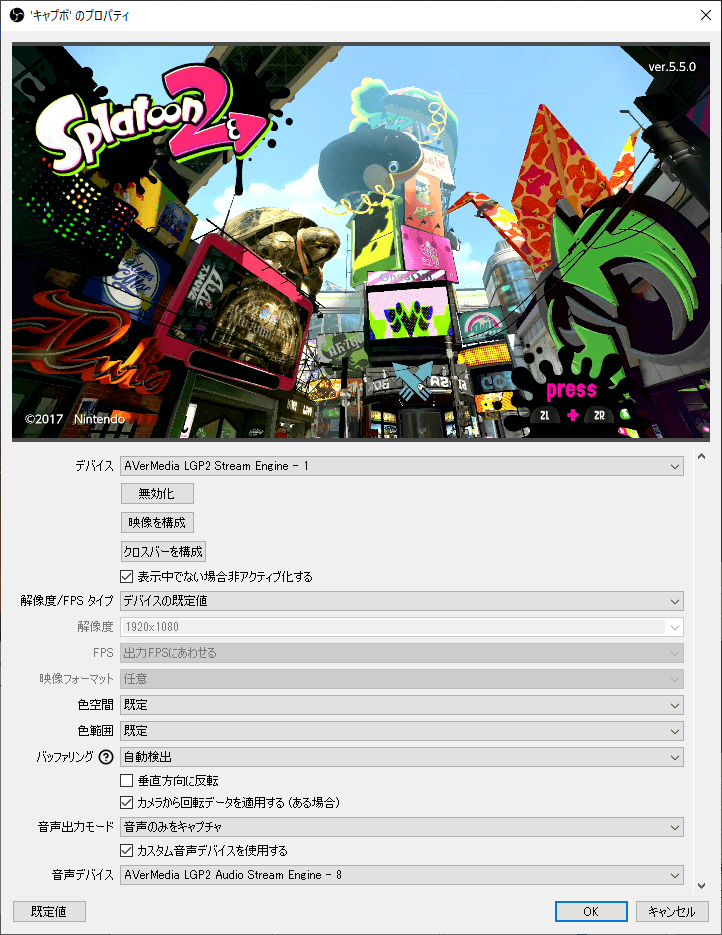 'キャプボ' のプロパティ
Splatoon 2
ver.5.5.0
press
ZL + ZR
©2017 Nintendo
デバイス AVerMedia LGP2 Stream Engine - 1
無効化
映像を構成
クロスバーを構成
表示中でない場合非アクティブ化する
解像度/FPS タイプ デバイスの既定値
解像度 1920x1080
FPS 出力FPSにあわせる
映像フォーマット 任意
色空間 既定
色範囲 既定
バッファリング ? 自動検出
垂直方向に反転
カメラから回転データを適用する (ある場合)
音声出力モード 音声のみをキャプチャ
カスタム音声デバイスを使用する
音声デバイス AVerMedia LGP2 Audio Stream Engine - 8
既定値 OK キャンセル